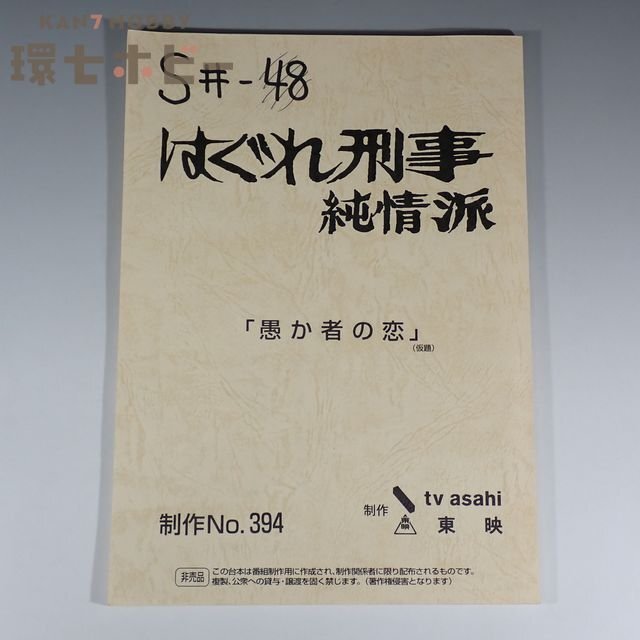 KAN7HOBBY
環七ホビー
S#-48
はぐれ刑事
純情派
「愚か者の恋」
(仮題)
制作No.394
制作
tv asahi
東映
東映
非売品
この台本は番組制作用に作成され、制作関係者に限り配布されるものです。
複製、公衆への貸与・譲渡を固く禁じます。(著作権侵害となります)